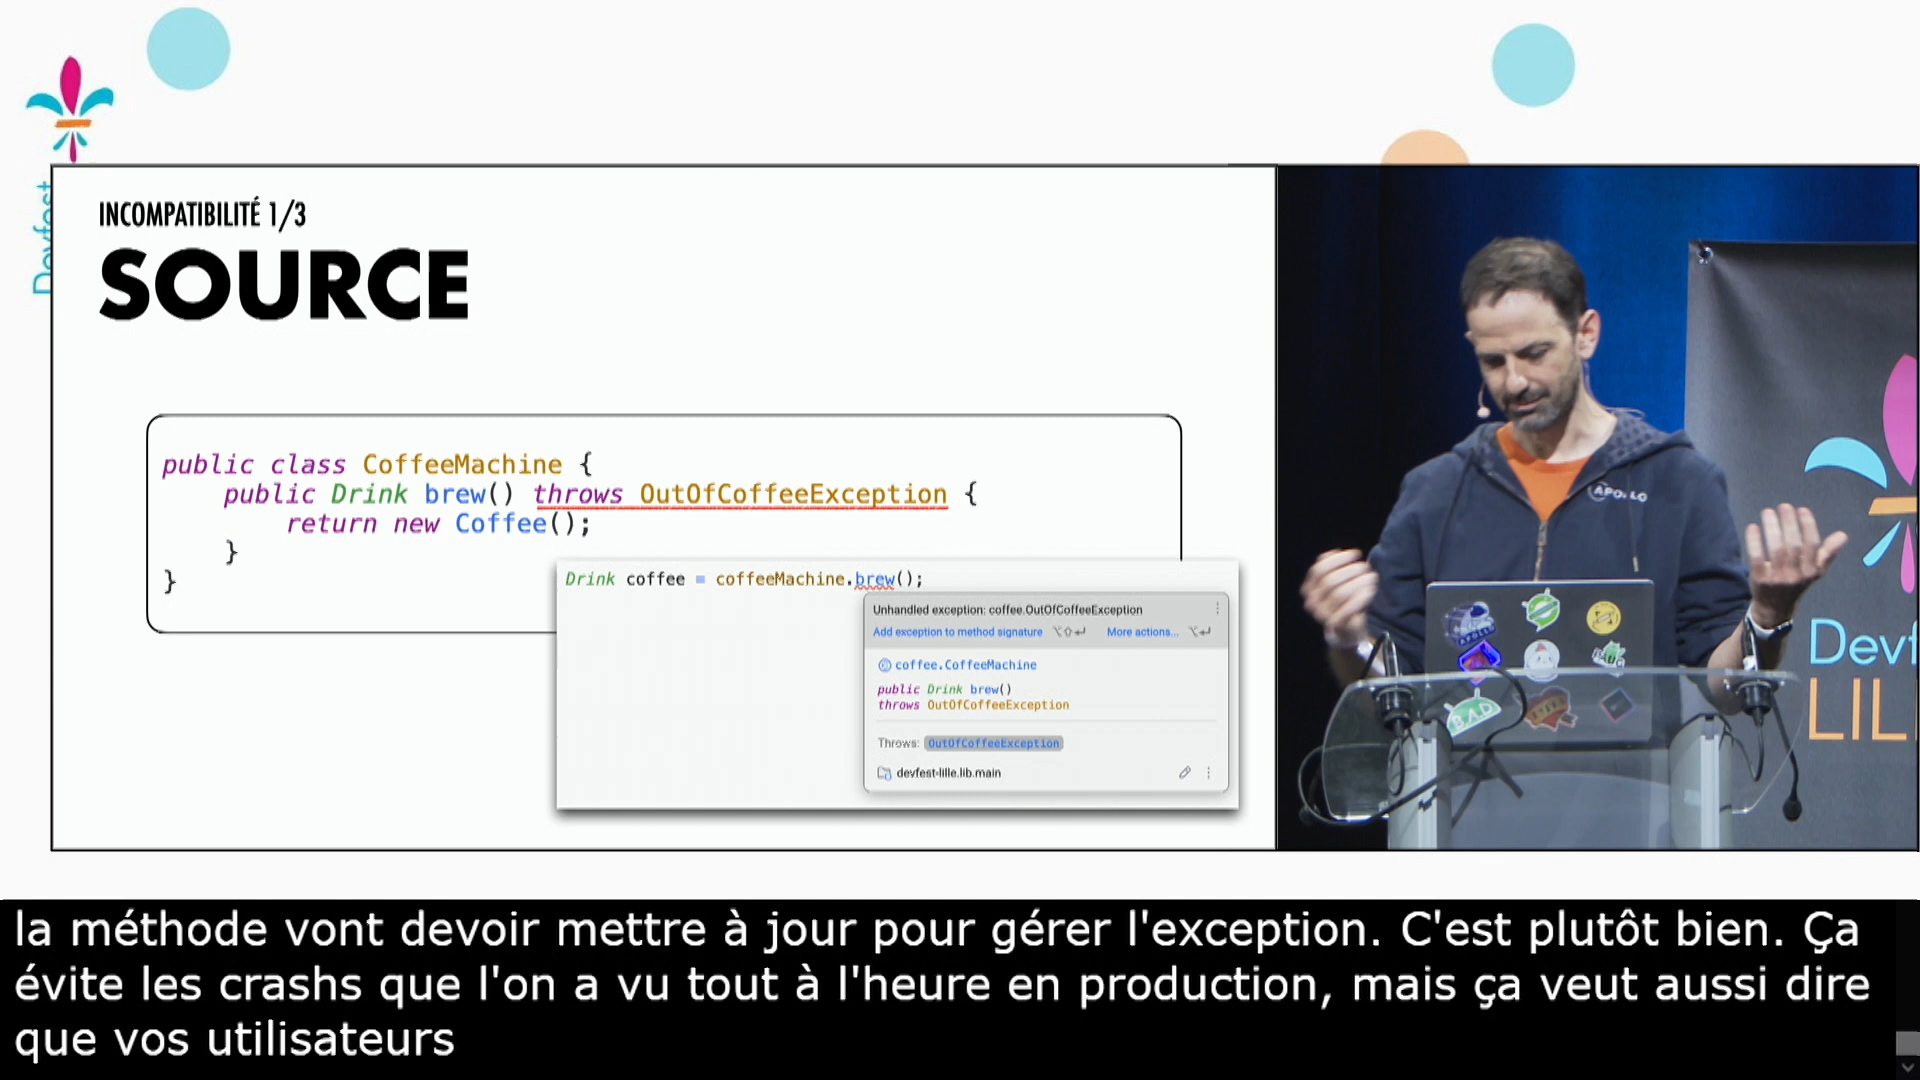 Devfest
INCOMPATIBILITÉ 1/3
SOURCE
public class CoffeeMachine {
public Drink brew() throws OutOfCoffeeException {
return new Coffee();
}
}
Drink coffee = coffeeMachine.brew();
Unhandled exception: coffee.OutOfCoffeeException
Add exception to method signature ⌥⇧↩ More actions... ⌥↩
coffee.CoffeeMachine
public Drink brew()
throws OutOfCoffeeException
Throws: OutOfCoffeeException
devfest-lille.lib.main
APOLLO
APOLLO
B.A.D
Devf
LIL
la méthode vont devoir mettre à jour pour gérer l'exception. C'est plutôt bien. Ça
évite les crashs que l'on a vu tout à l'heure en production, mais ça veut aussi dire
que vos utilisateurs